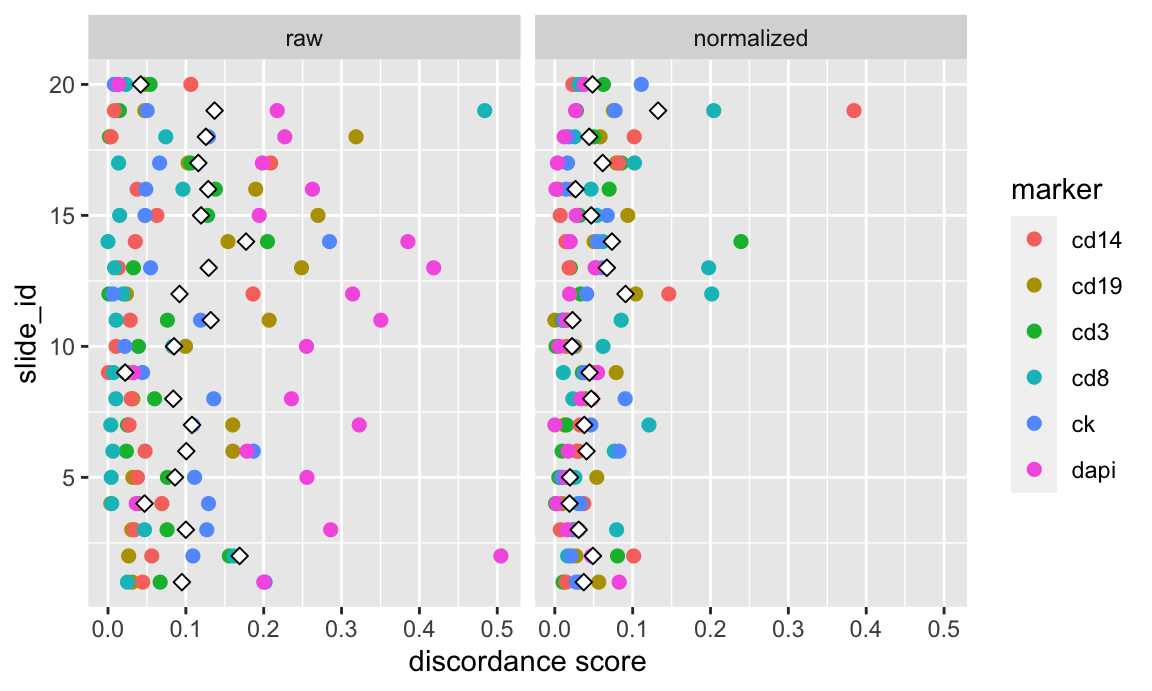 raw
normalized
20
15
10
5
slide_id
0.0 0.1 0.2 0.3 0.4 0.5
0.0 0.1 0.2 0.3 0.4 0.5
discordance score
marker
cd14
cd19
cd3
cd8
ck
dapi